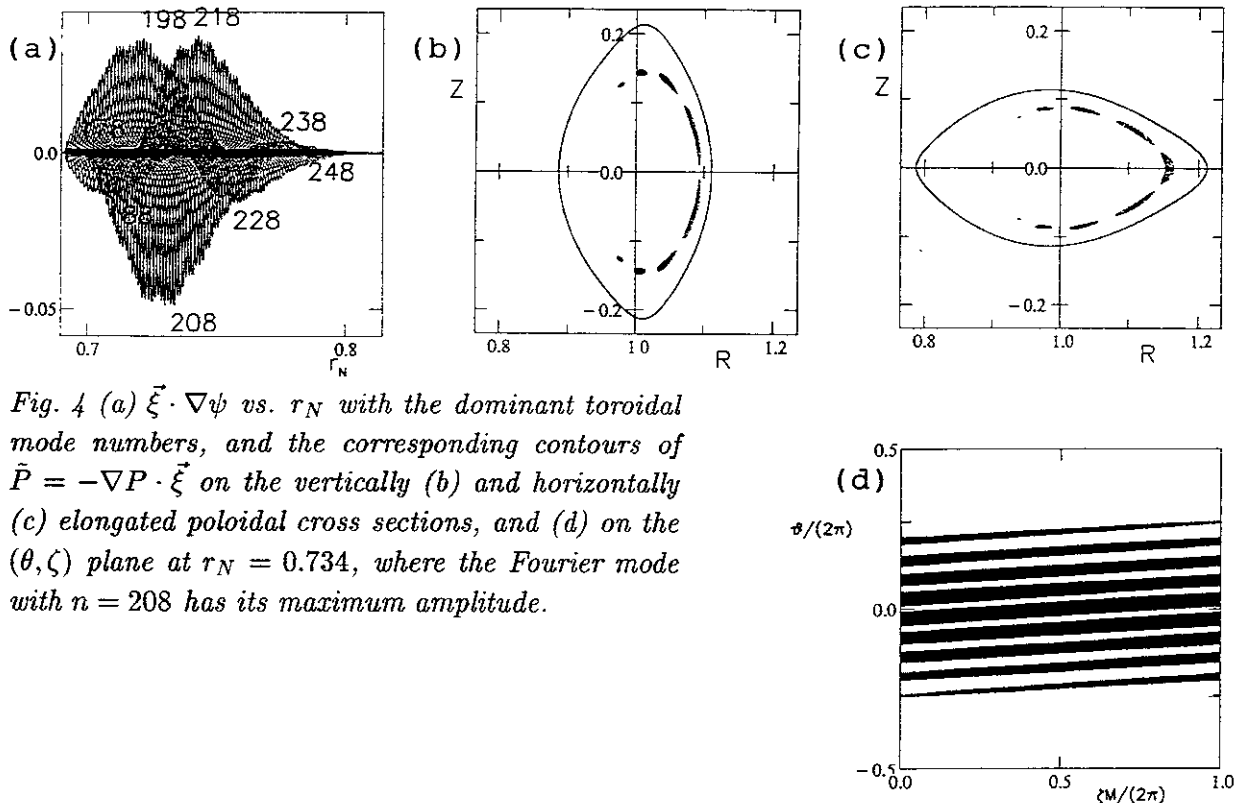 (a)
198 218
238
0.0
248
88
228
-0.05
208
0.7
0.8
r_N
(b)
0.2
Z
-0.0
-0.2
0.8
1.0
1.2
R
(c)
0.2
Z
-0.0
0.0
-0.2
0.8
1.0
1.2
R
Fig. 4 (a) ξ⃗ · ∇ψ vs. r_N with the dominant toroidal
mode numbers, and the corresponding contours of
P̃ = −∇P · ξ⃗ on the vertically (b) and horizontally
(c) elongated poloidal cross sections, and (d) on the
(θ, ζ) plane at r_N = 0.734, where the Fourier mode
with n = 208 has its maximum amplitude.
(d)
0.5
ϑ/(2π)
0.0
-0.5
0.0
0.5
1.0
ζM/(2π)